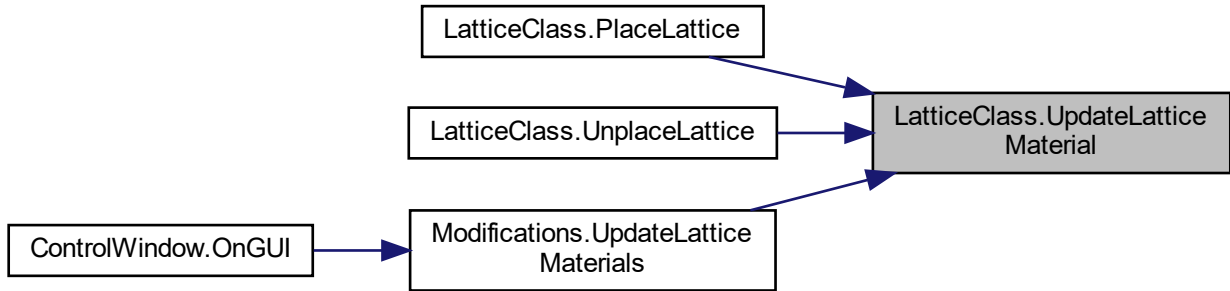 LatticeClass.PlaceLattice
LatticeClass.UpdateLattice
Material
LatticeClass.UnplaceLattice
Modifications.UpdateLattice
Materials
ControlWindow.OnGUI